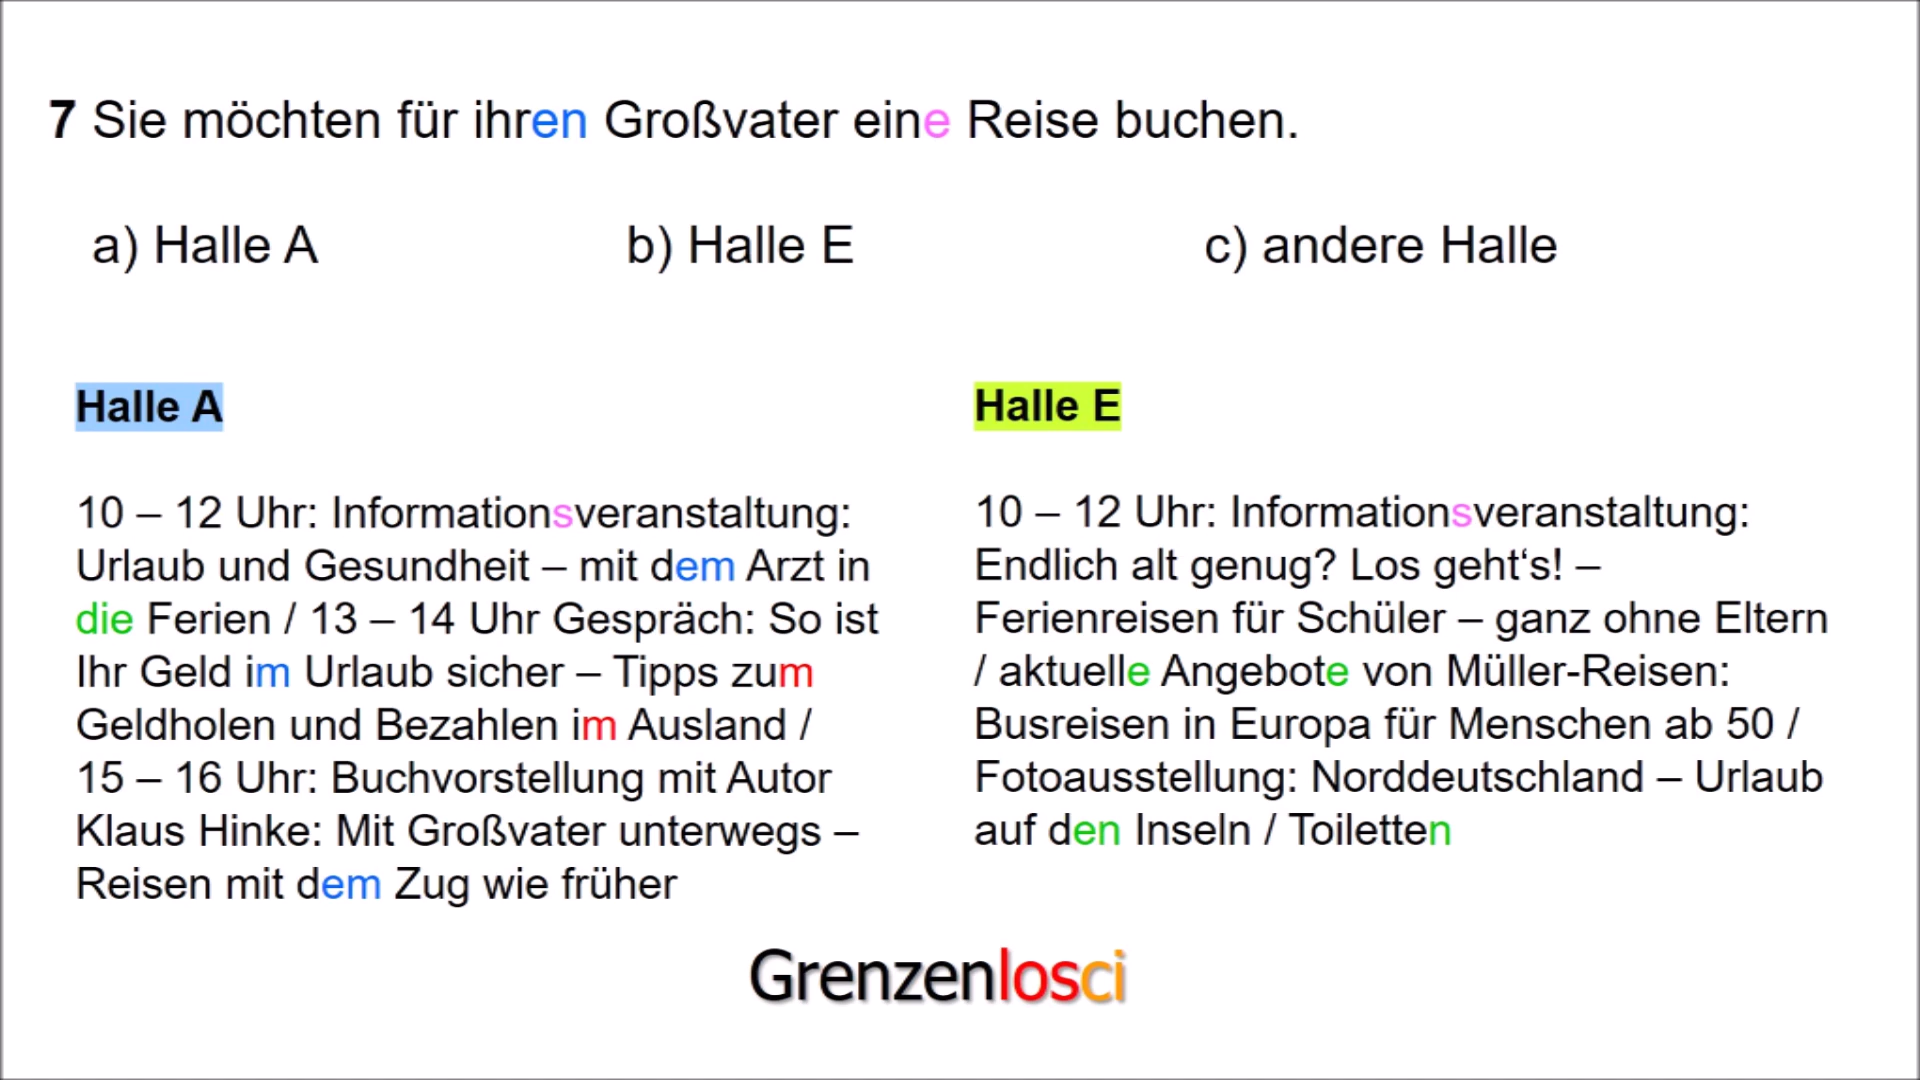 7 Sie möchten für ihren Großvater eine Reise buchen.
a) Halle A b) Halle E c) andere Halle
Halle A
10 – 12 Uhr: Informationsveranstaltung:
Urlaub und Gesundheit – mit dem Arzt in
die Ferien / 13 – 14 Uhr Gespräch: So ist
Ihr Geld im Urlaub sicher – Tipps zum
Geldholen und Bezahlen im Ausland /
15 – 16 Uhr: Buchvorstellung mit Autor
Klaus Hinke: Mit Großvater unterwegs –
Reisen mit dem Zug wie früher
Halle E
10 – 12 Uhr: Informationsveranstaltung:
Endlich alt genug? Los geht‘s! –
Ferienreisen für Schüler – ganz ohne Eltern
/ aktuelle Angebote von Müller-Reisen:
Busreisen in Europa für Menschen ab 50 /
Fotoausstellung: Norddeutschland – Urlaub
auf den Inseln / Toiletten
Grenzenlosci